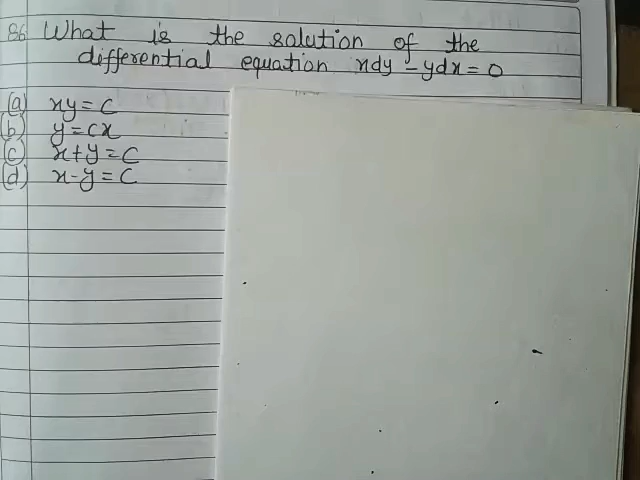 86 What is the solution of the
differential equation xdy - ydx = 0
(a) xy = C
(b) y = cx
(c) x + y = C
(d) x - y = C